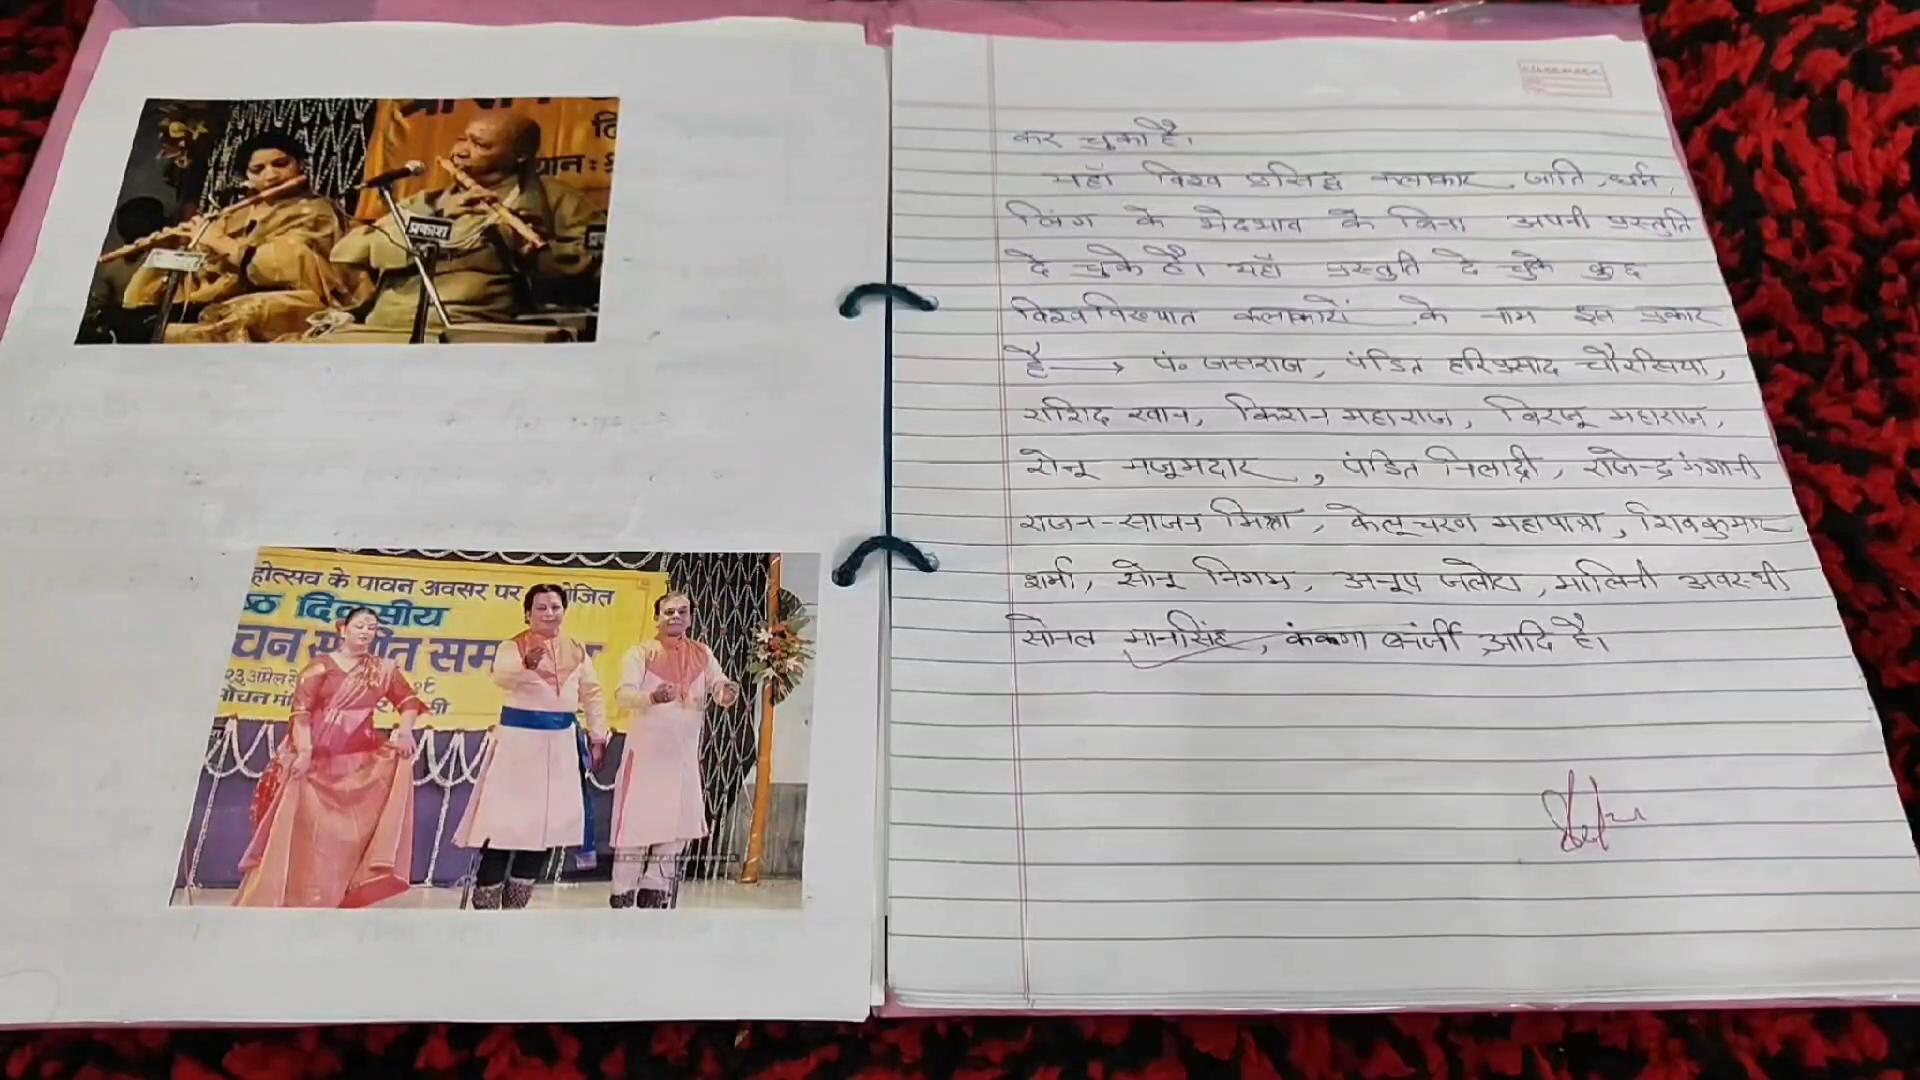 प्रकाश
होत्सव के पावन अवसर पर
योजित
दिवसीय
चन
कर चुका है।
यहाँ विश्व प्रसिद्ध कलाकार जाति, धर्म,
लिंग के भेदभाव के बिना अपनी प्रस्तुति
दे चुके है। यहाँ प्रस्तुति दे चुके कुछ
विश्वविख्यात कलाकारों के नाम इस प्रकार
है→ पं० जसराज, पंडित हरिप्रसाद चौरसिया,
राशिद खान, किशन महाराज, बिरजू महाराज,
रोनू मजूमदार, पंडित निलाद्री, राजेन्द्र गंगानी
राजन-साजन मिश्रा, केलूचरण महापात्रा, शिवकुमार
शर्मा, सोनू निगम, अनूप जलोटा, मालिनी अवस्थी
सोनल मानसिंह, कंकणा बनर्जी आदि है।